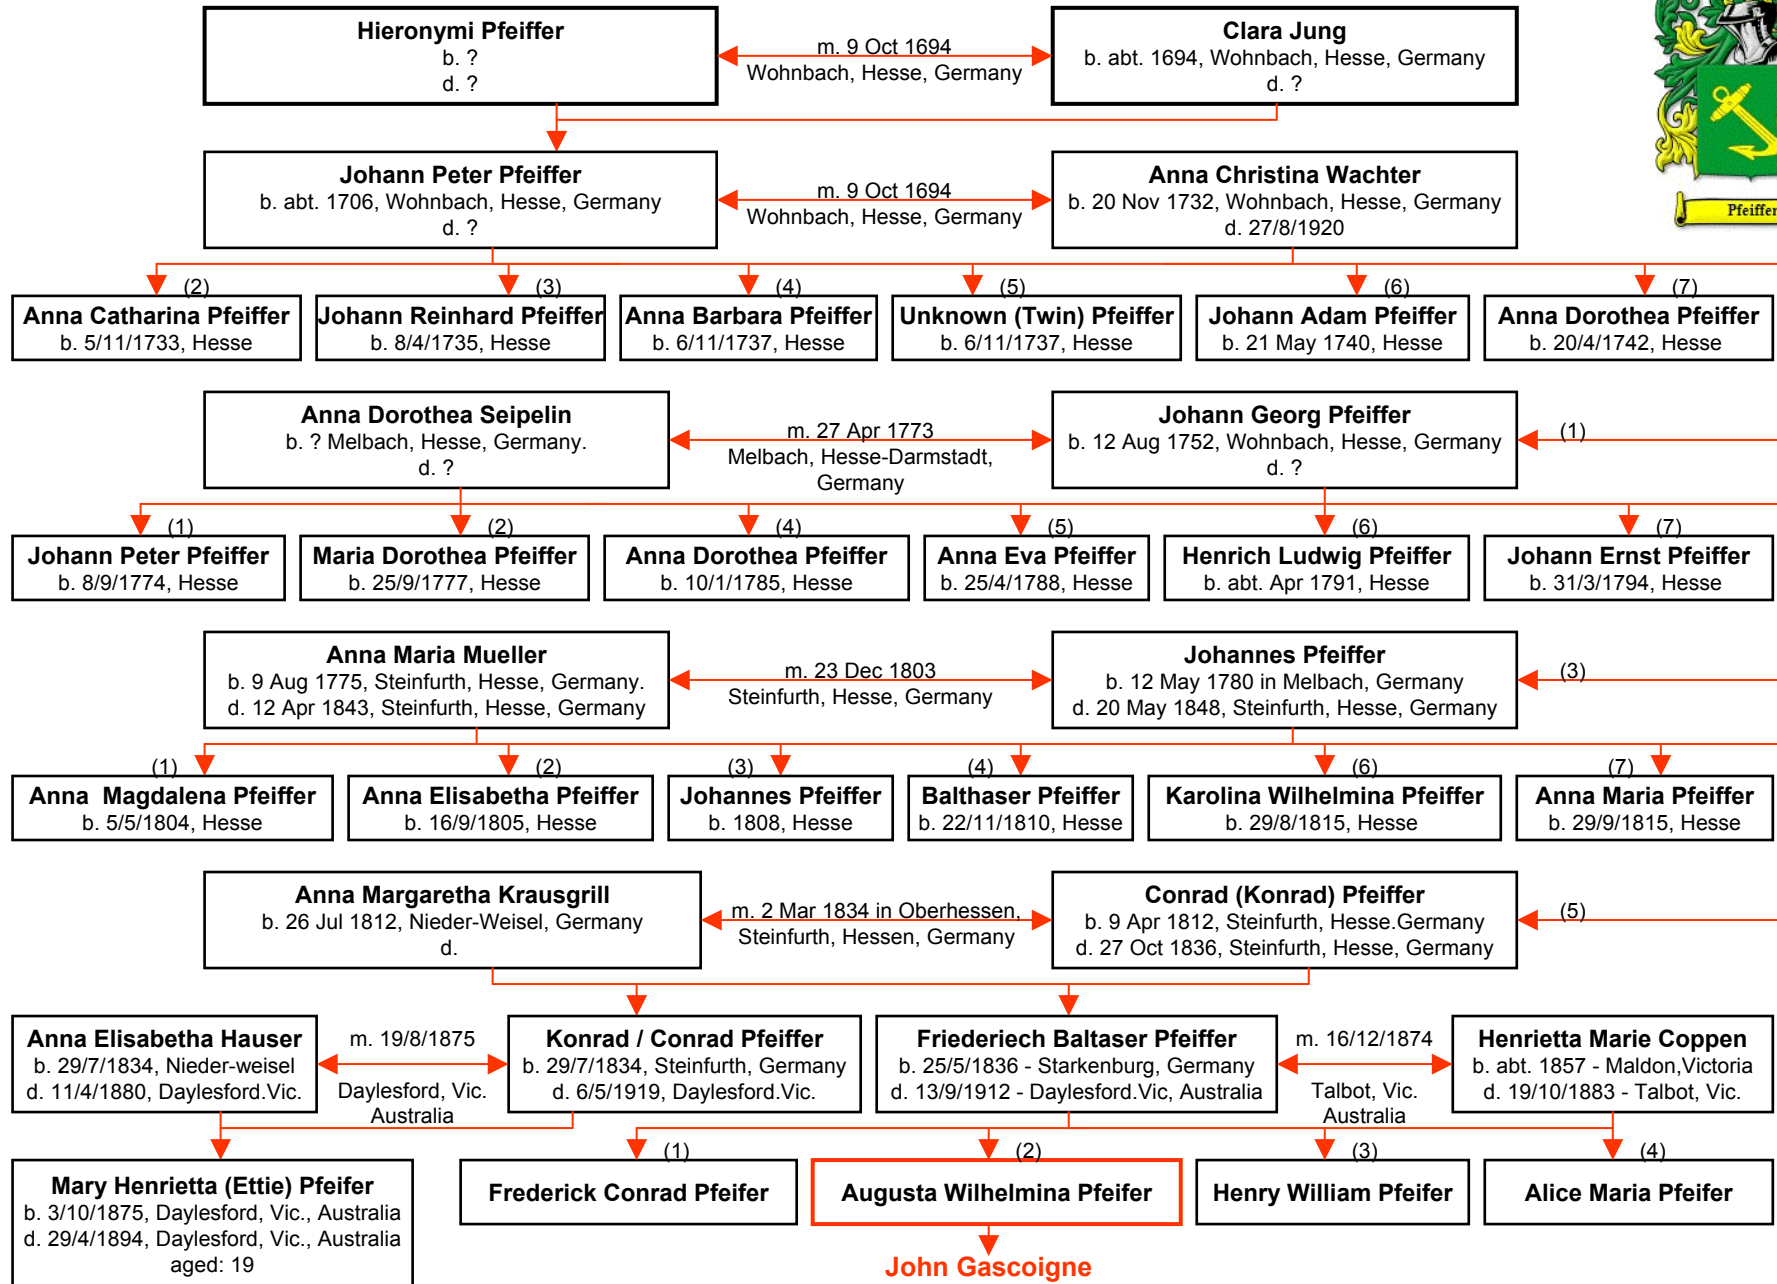 Hieronymi Pfeiffer
b. ?
d. ?
m. 9 Oct 1694
Wohnbach, Hesse, Germany
Clara Jung
b. abt. 1694, Wohnbach, Hesse, Germany
d. ?
Pfeiffer
Johann Peter Pfeiffer
b. abt. 1706, Wohnbach, Hesse, Germany
d. ?
m. 9 Oct 1694
Wohnbach, Hesse, Germany
Anna Christina Wachter
b. 20 Nov 1732, Wohnbach, Hesse, Germany
d. 27/8/1920
(2)
Anna Catharina Pfeiffer
b. 5/11/1733, Hesse
(3)
Johann Reinhard Pfeiffer
b. 8/4/1735, Hesse
(4)
Anna Barbara Pfeiffer
b. 6/11/1737, Hesse
(5)
Unknown (Twin) Pfeiffer
b. 6/11/1737, Hesse
(6)
Johann Adam Pfeiffer
b. 21 May 1740, Hesse
(7)
Anna Dorothea Pfeiffer
b. 20/4/1742, Hesse
Anna Dorothea Seipelin
b. ? Melbach, Hesse, Germany.
d. ?
m. 27 Apr 1773
Melbach, Hesse-Darmstadt,
Germany
Johann Georg Pfeiffer
b. 12 Aug 1752, Wohnbach, Hesse, Germany
d. ?
(1)
(1)
Johann Peter Pfeiffer
b. 8/9/1774, Hesse
(2)
Maria Dorothea Pfeiffer
b. 25/9/1777, Hesse
(4)
Anna Dorothea Pfeiffer
b. 10/1/1785, Hesse
(5)
Anna Eva Pfeiffer
b. 25/4/1788, Hesse
(6)
Henrich Ludwig Pfeiffer
b. abt. Apr 1791, Hesse
(7)
Johann Ernst Pfeiffer
b. 31/3/1794, Hesse
Anna Maria Mueller
b. 9 Aug 1775, Steinfurth, Hesse, Germany.
d. 12 Apr 1843, Steinfurth, Hesse, Germany
m. 23 Dec 1803
Steinfurth, Hesse, Germany
Johannes Pfeiffer
b. 12 May 1780 in Melbach, Germany
d. 20 May 1848, Steinfurth, Hesse, Germany
(3)
(1)
Anna Magdalena Pfeiffer
b. 5/5/1804, Hesse
(2)
Anna Elisabetha Pfeiffer
b. 16/9/1805, Hesse
(3)
Johannes Pfeiffer
b. 1808, Hesse
(4)
Balthaser Pfeiffer
b. 22/11/1810, Hesse
(6)
Karolina Wilhelmina Pfeiffer
b. 29/8/1815, Hesse
(7)
Anna Maria Pfeiffer
b. 29/9/1815, Hesse
Anna Margaretha Krausgrill
b. 26 Jul 1812, Nieder-Weisel, Germany
d.
m. 2 Mar 1834 in Oberhessen,
Steinfurth, Hessen, Germany
Conrad (Konrad) Pfeiffer
b. 9 Apr 1812, Steinfurth, Hesse.Germany
d. 27 Oct 1836, Steinfurth, Hesse, Germany
(5)
Anna Elisabetha Hauser
b. 29/7/1834, Nieder-weisel
d. 11/4/1880, Daylesford.Vic.
m. 19/8/1875
Daylesford, Vic.
Australia
Konrad / Conrad Pfeiffer
b. 29/7/1834, Steinfurth, Germany
d. 6/5/1919, Daylesford.Vic.
Friederiech Baltaser Pfeiffer
b. 25/5/1836 - Starkenburg, Germany
d. 13/9/1912 - Daylesford.Vic, Australia
m. 16/12/1874
Talbot, Vic.
Australia
Henrietta Marie Coppen
b. abt. 1857 - Maldon,Victoria
d. 19/10/1883 - Talbot, Vic.
Mary Henrietta (Ettie) Pfeifer
b. 3/10/1875, Daylesford, Vic., Australia
d. 29/4/1894, Daylesford, Vic., Australia
aged: 19
(1)
Frederick Conrad Pfeifer
(2)
Augusta Wilhelmina Pfeifer
(3)
Henry William Pfeifer
(4)
Alice Maria Pfeifer
John Gascoigne